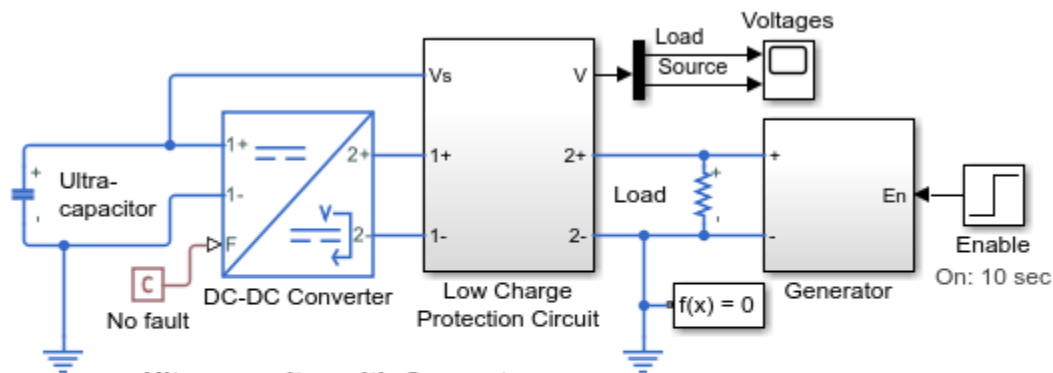 Voltages
Load
Source
Vs
V
1+
1-
2+
2-
F
V
+
-
Ultra-
capacitor
C
No fault
DC-DC Converter
1+
1-
2+
2-
Low Charge
Protection Circuit
Load
+
-
f(x) = 0
+
-
En
Generator
Enable
On: 10 sec